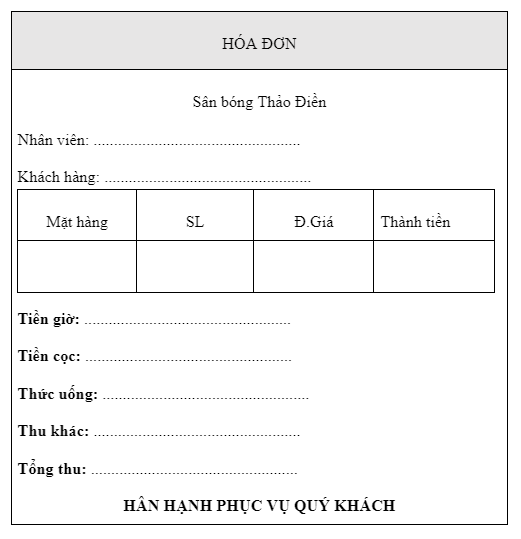 HÓA ĐƠN
Sân bóng Thảo Điền
Nhân viên: ...................................................
Khách hàng: ...................................................
Mặt hàng SL Đ.Giá Thành tiền
Tiền giờ: ...................................................
Tiền cọc: ...................................................
Thức uống: ...................................................
Thu khác: ...................................................
Tổng thu: ...................................................
HÂN HẠNH PHỤC VỤ QUÝ KHÁCH